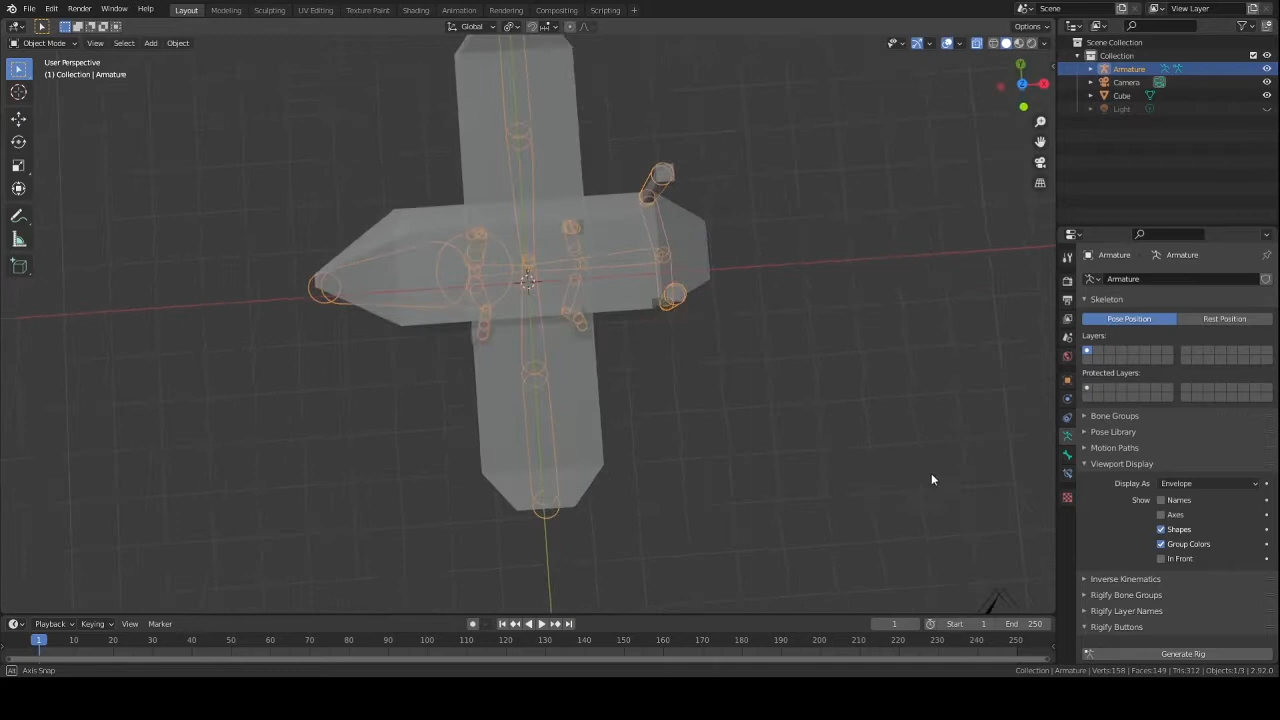 File Edit Render Window Help Layout Modeling Sculpting UV Editing Texture Paint Shading Animation Rendering Compositing Scripting + Scene View Layer
Global Options
Object Mode View Select Add Object
User Perspective
(1) Collection | Armature
Y
X
Z
Scene Collection
Collection
Armature
Camera
Cube
Light
Armature Armature
Armature
Skeleton
Pose Position Rest Position
Layers:
Protected Layers:
Bone Groups
Pose Library
Motion Paths
Viewport Display
Display As Envelope
Show Names
Axes
Shapes
Group Colors
In Front
Inverse Kinematics
Rigify Bone Groups
Rigify Layer Names
Rigify Buttons
Generate Rig
Playback Keying View Marker 1 Start 1 End 250
1 10 20 30 40 50 60 70 80 90 100 110 120 130 140 150 160 170 180 190 200 210 220 230 240 250
Alt Axis Snap Collection | Armature | Verts:158 | Faces:149 | Tris:312 | Objects:1/3 | 2.92.0